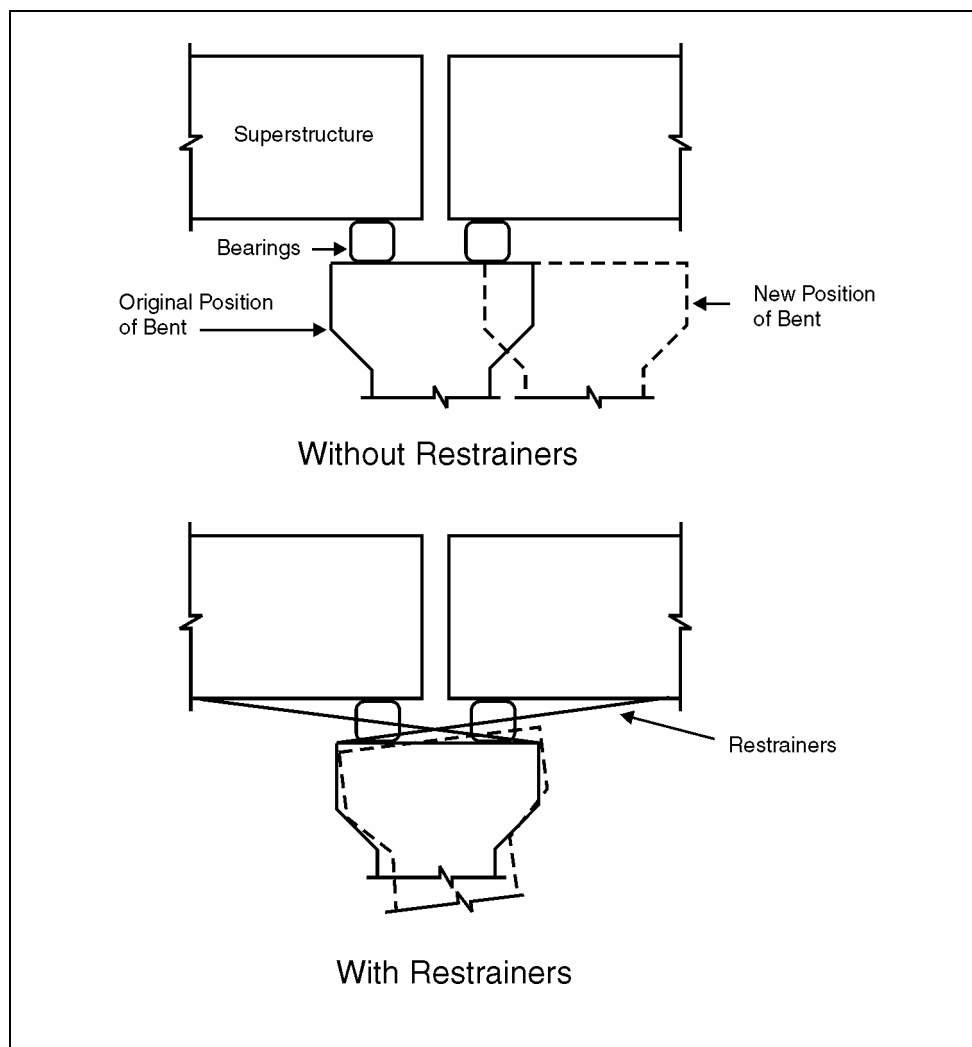 Superstructure
Bearings
Original Position
of Bent
New Position
of Bent
Without Restrainers
Restrainers
With Restrainers